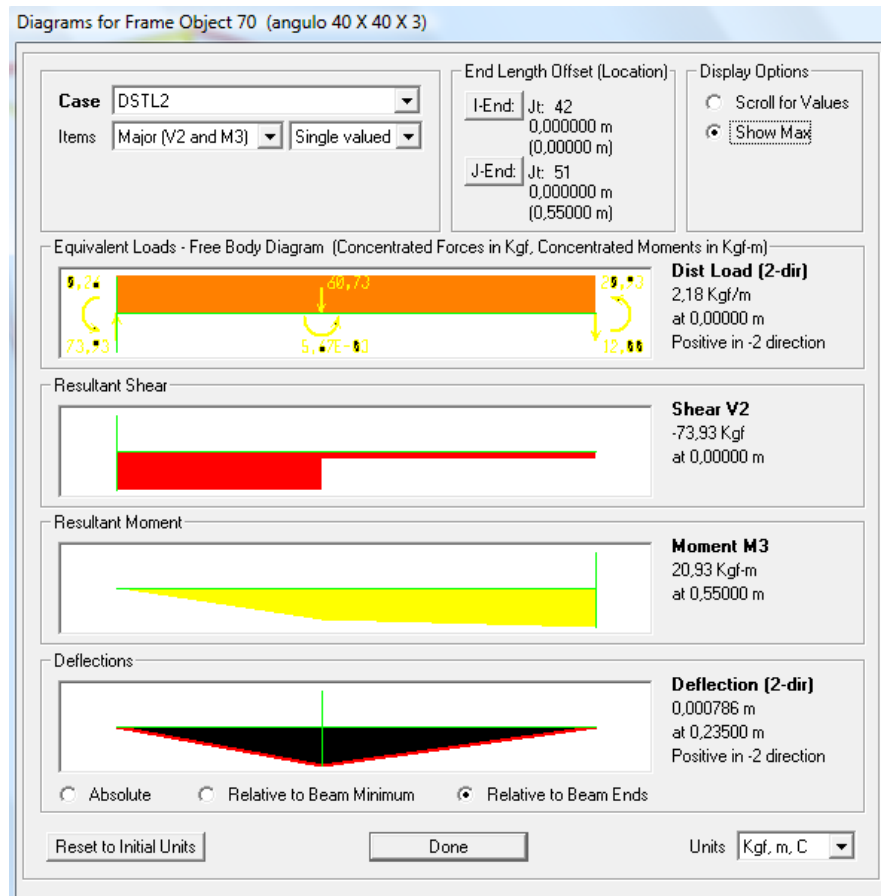 Diagrams for Frame Object 70 (angulo 40 X 40 X 3)
Case DSTL2
Items Major (V2 and M3) Single valued
End Length Offset (Location)
I-End: Jt: 42
0,000000 m
(0,00000 m)
J-End: Jt: 51
0,000000 m
(0,55000 m)
Display Options
Scroll for Values
Show Max
Equivalent Loads - Free Body Diagram (Concentrated Forces in Kgf, Concentrated Moments in Kgf-m)
60,73 20,93
73,93 12,00
Dist Load (2-dir)
2,18 Kgf/m
at 0,00000 m
Positive in -2 direction
Resultant Shear
Shear V2
-73,93 Kgf
at 0,00000 m
Resultant Moment
Moment M3
20,93 Kgf-m
at 0,55000 m
Deflections
Deflection (2-dir)
0,000786 m
at 0,23500 m
Positive in -2 direction
Absolute Relative to Beam Minimum Relative to Beam Ends
Reset to Initial Units Done Units Kgf, m, C